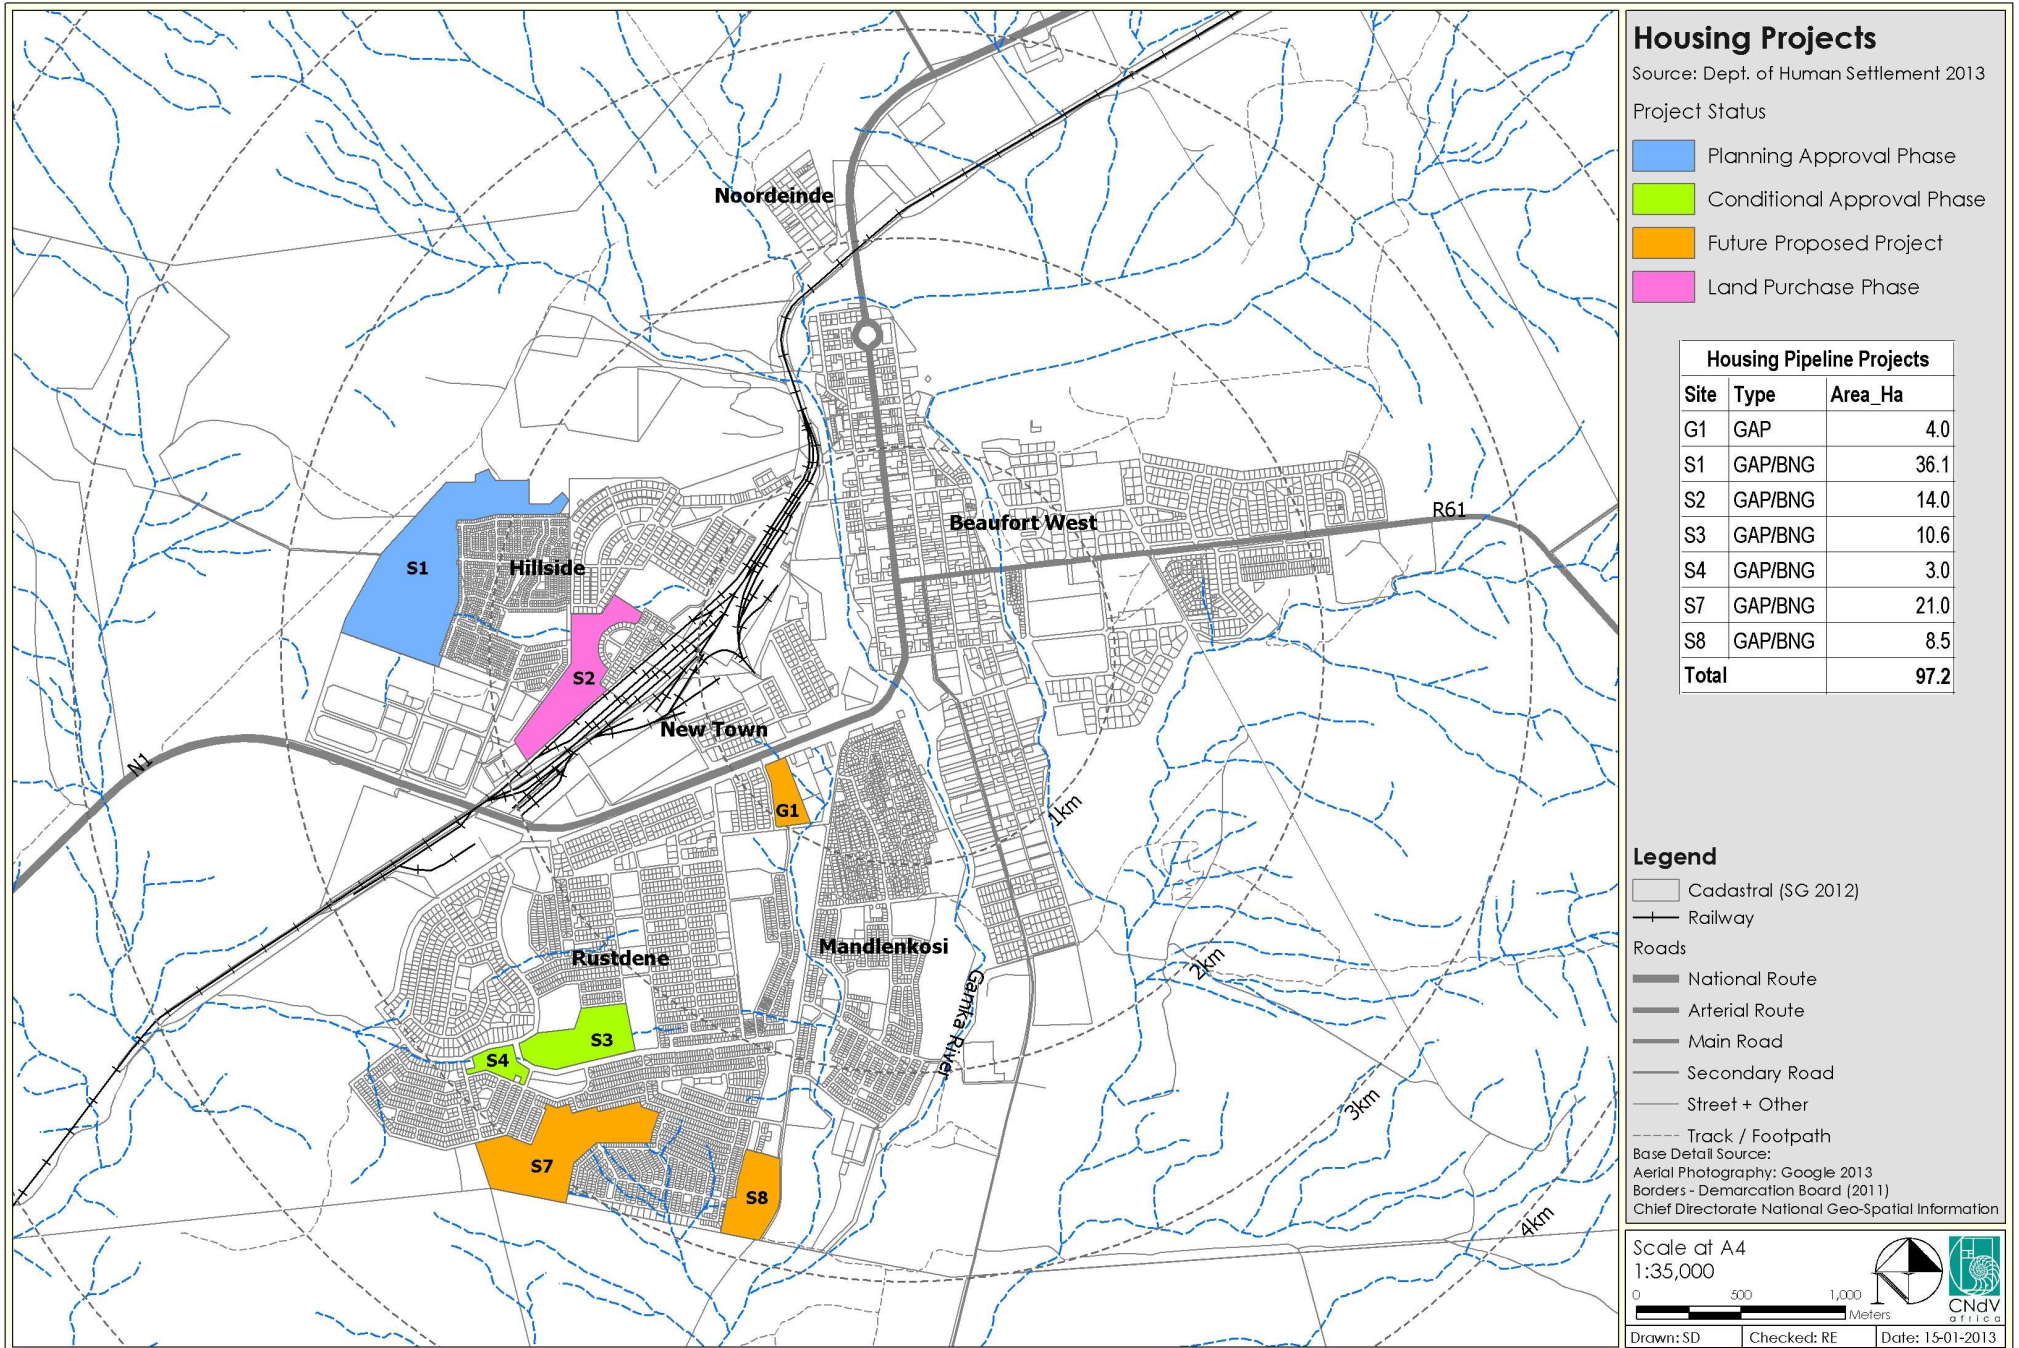 Noordeinde
Beaufort West
R61
S1
Hillside
S2
New Town
N1
G1
1km
Rustdene
Mandlenkosi
2km
Gamka River
S3
S4
3km
S7
S8
4km
Housing Projects
Source: Dept. of Human Settlement 2013
Project Status
Planning Approval Phase
Conditional Approval Phase
Future Proposed Project
Land Purchase Phase
Housing Pipeline Projects
Site Type Area_Ha
G1 GAP 4.0
S1 GAP/BNG 36.1
S2 GAP/BNG 14.0
S3 GAP/BNG 10.6
S4 GAP/BNG 3.0
S7 GAP/BNG 21.0
S8 GAP/BNG 8.5
Total 97.2
Legend
Cadastral (SG 2012)
Railway
Roads
National Route
Arterial Route
Main Road
Secondary Road
Street + Other
Track / Footpath
Base Detail Source:
Aerial Photography: Google 2013
Borders - Demarcation Board (2011)
Chief Directorate National Geo-Spatial Information
Scale at A4
1:35,000
0 500 1,000
Meters
CNdV
africa
Drawn: SD Checked: RE Date: 15-01-2013